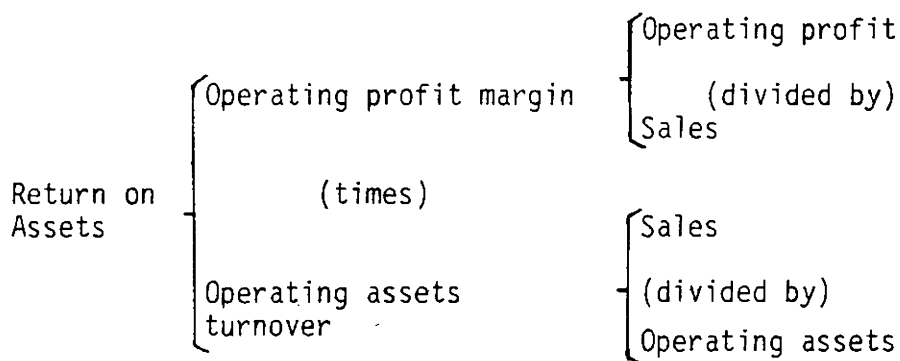 Operating profit
Operating profit margin
(divided by)
Sales
Return on
Assets
(times)
Sales
Operating assets
turnover
(divided by)
Operating assets